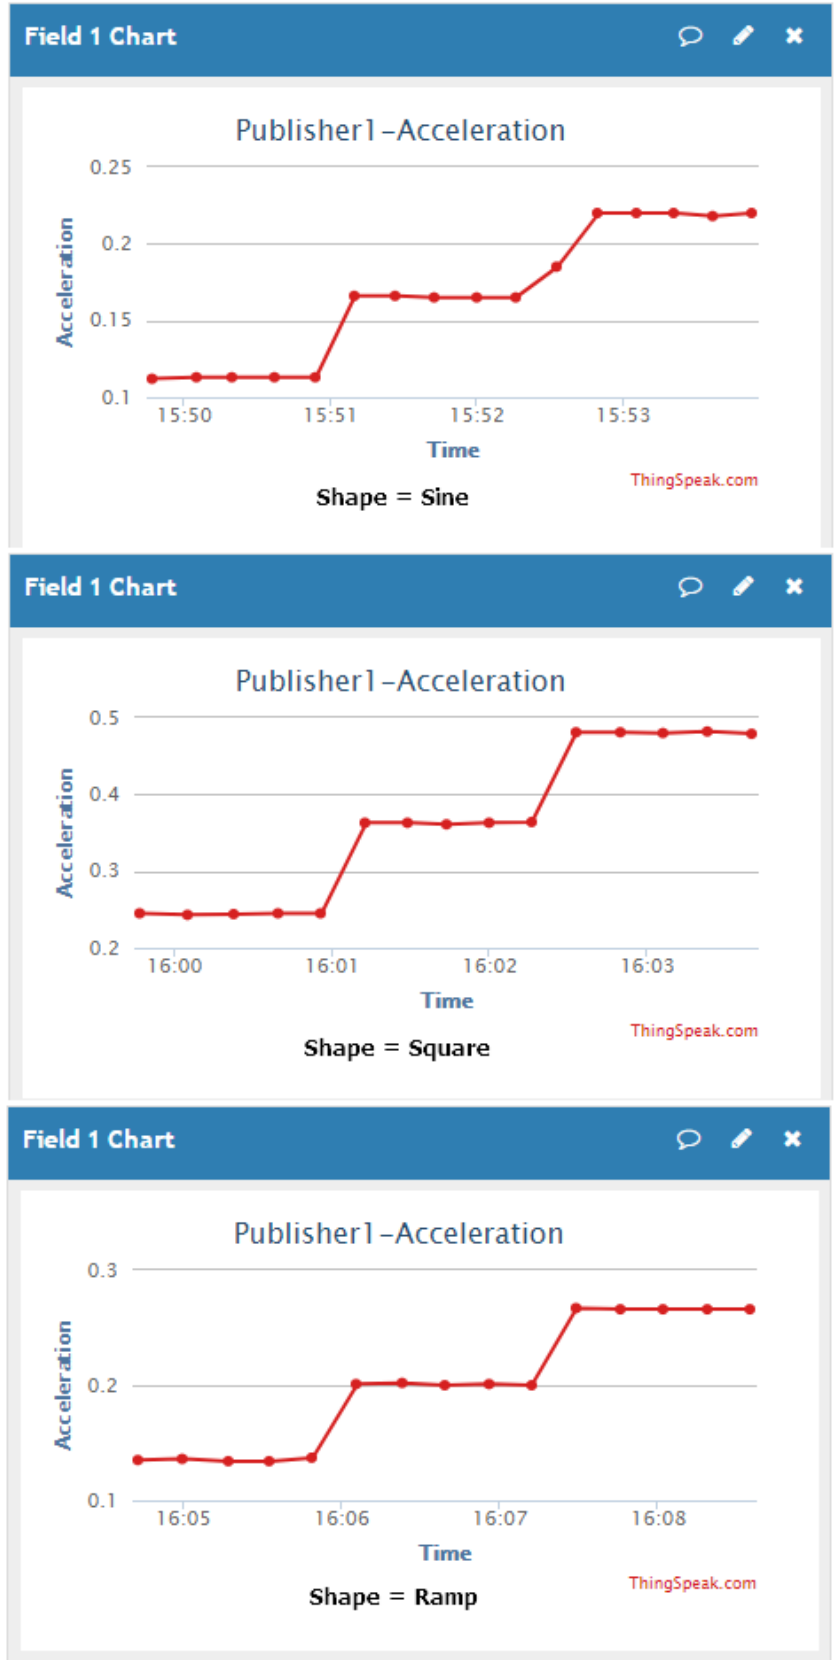 Field 1 Chart
Publisher1-Acceleration
0.25
0.2
0.15
0.1
Acceleration
15:50 15:51 15:52 15:53
Time
ThingSpeak.com
Shape = Sine
Field 1 Chart
Publisher1-Acceleration
0.5
0.4
0.3
0.2
Acceleration
16:00 16:01 16:02 16:03
Time
ThingSpeak.com
Shape = Square
Field 1 Chart
Publisher1-Acceleration
0.3
0.2
0.1
Acceleration
16:05 16:06 16:07 16:08
Time
ThingSpeak.com
Shape = Ramp